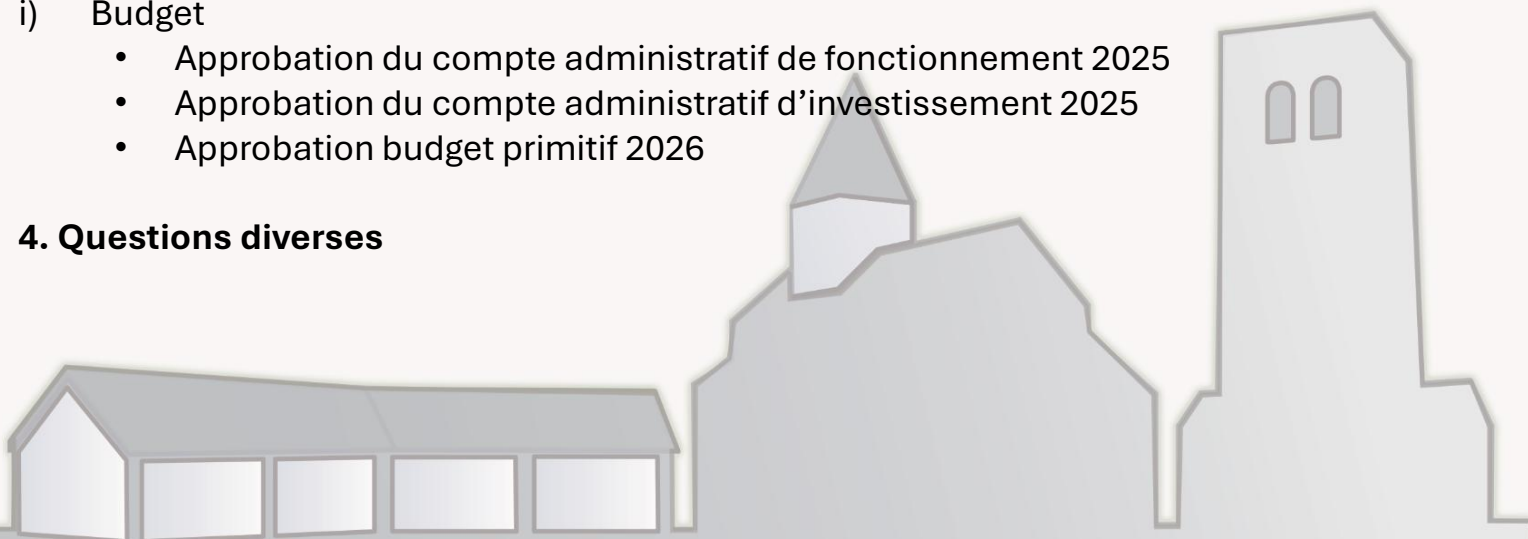 i) Budget
• Approbation du compte administratif de fonctionnement 2025
• Approbation du compte administratif d’investissement 2025
• Approbation budget primitif 2026
4. Questions diverses